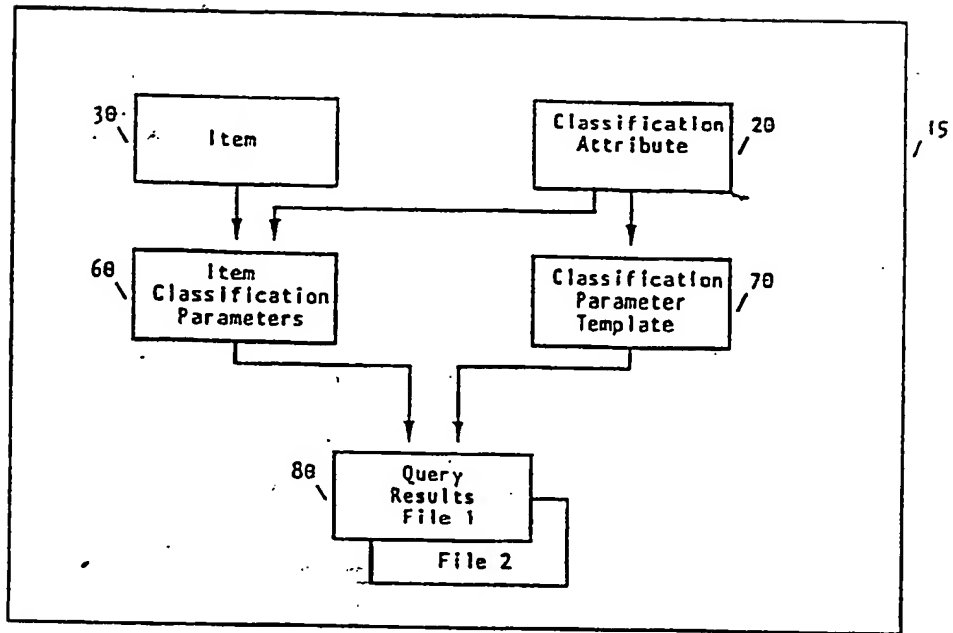 30
Item
Classification
Attribute
20
15
60
Item
Classification
Parameters
Classification
Parameter
Template
70
80
Query
Results
File 1
File 2